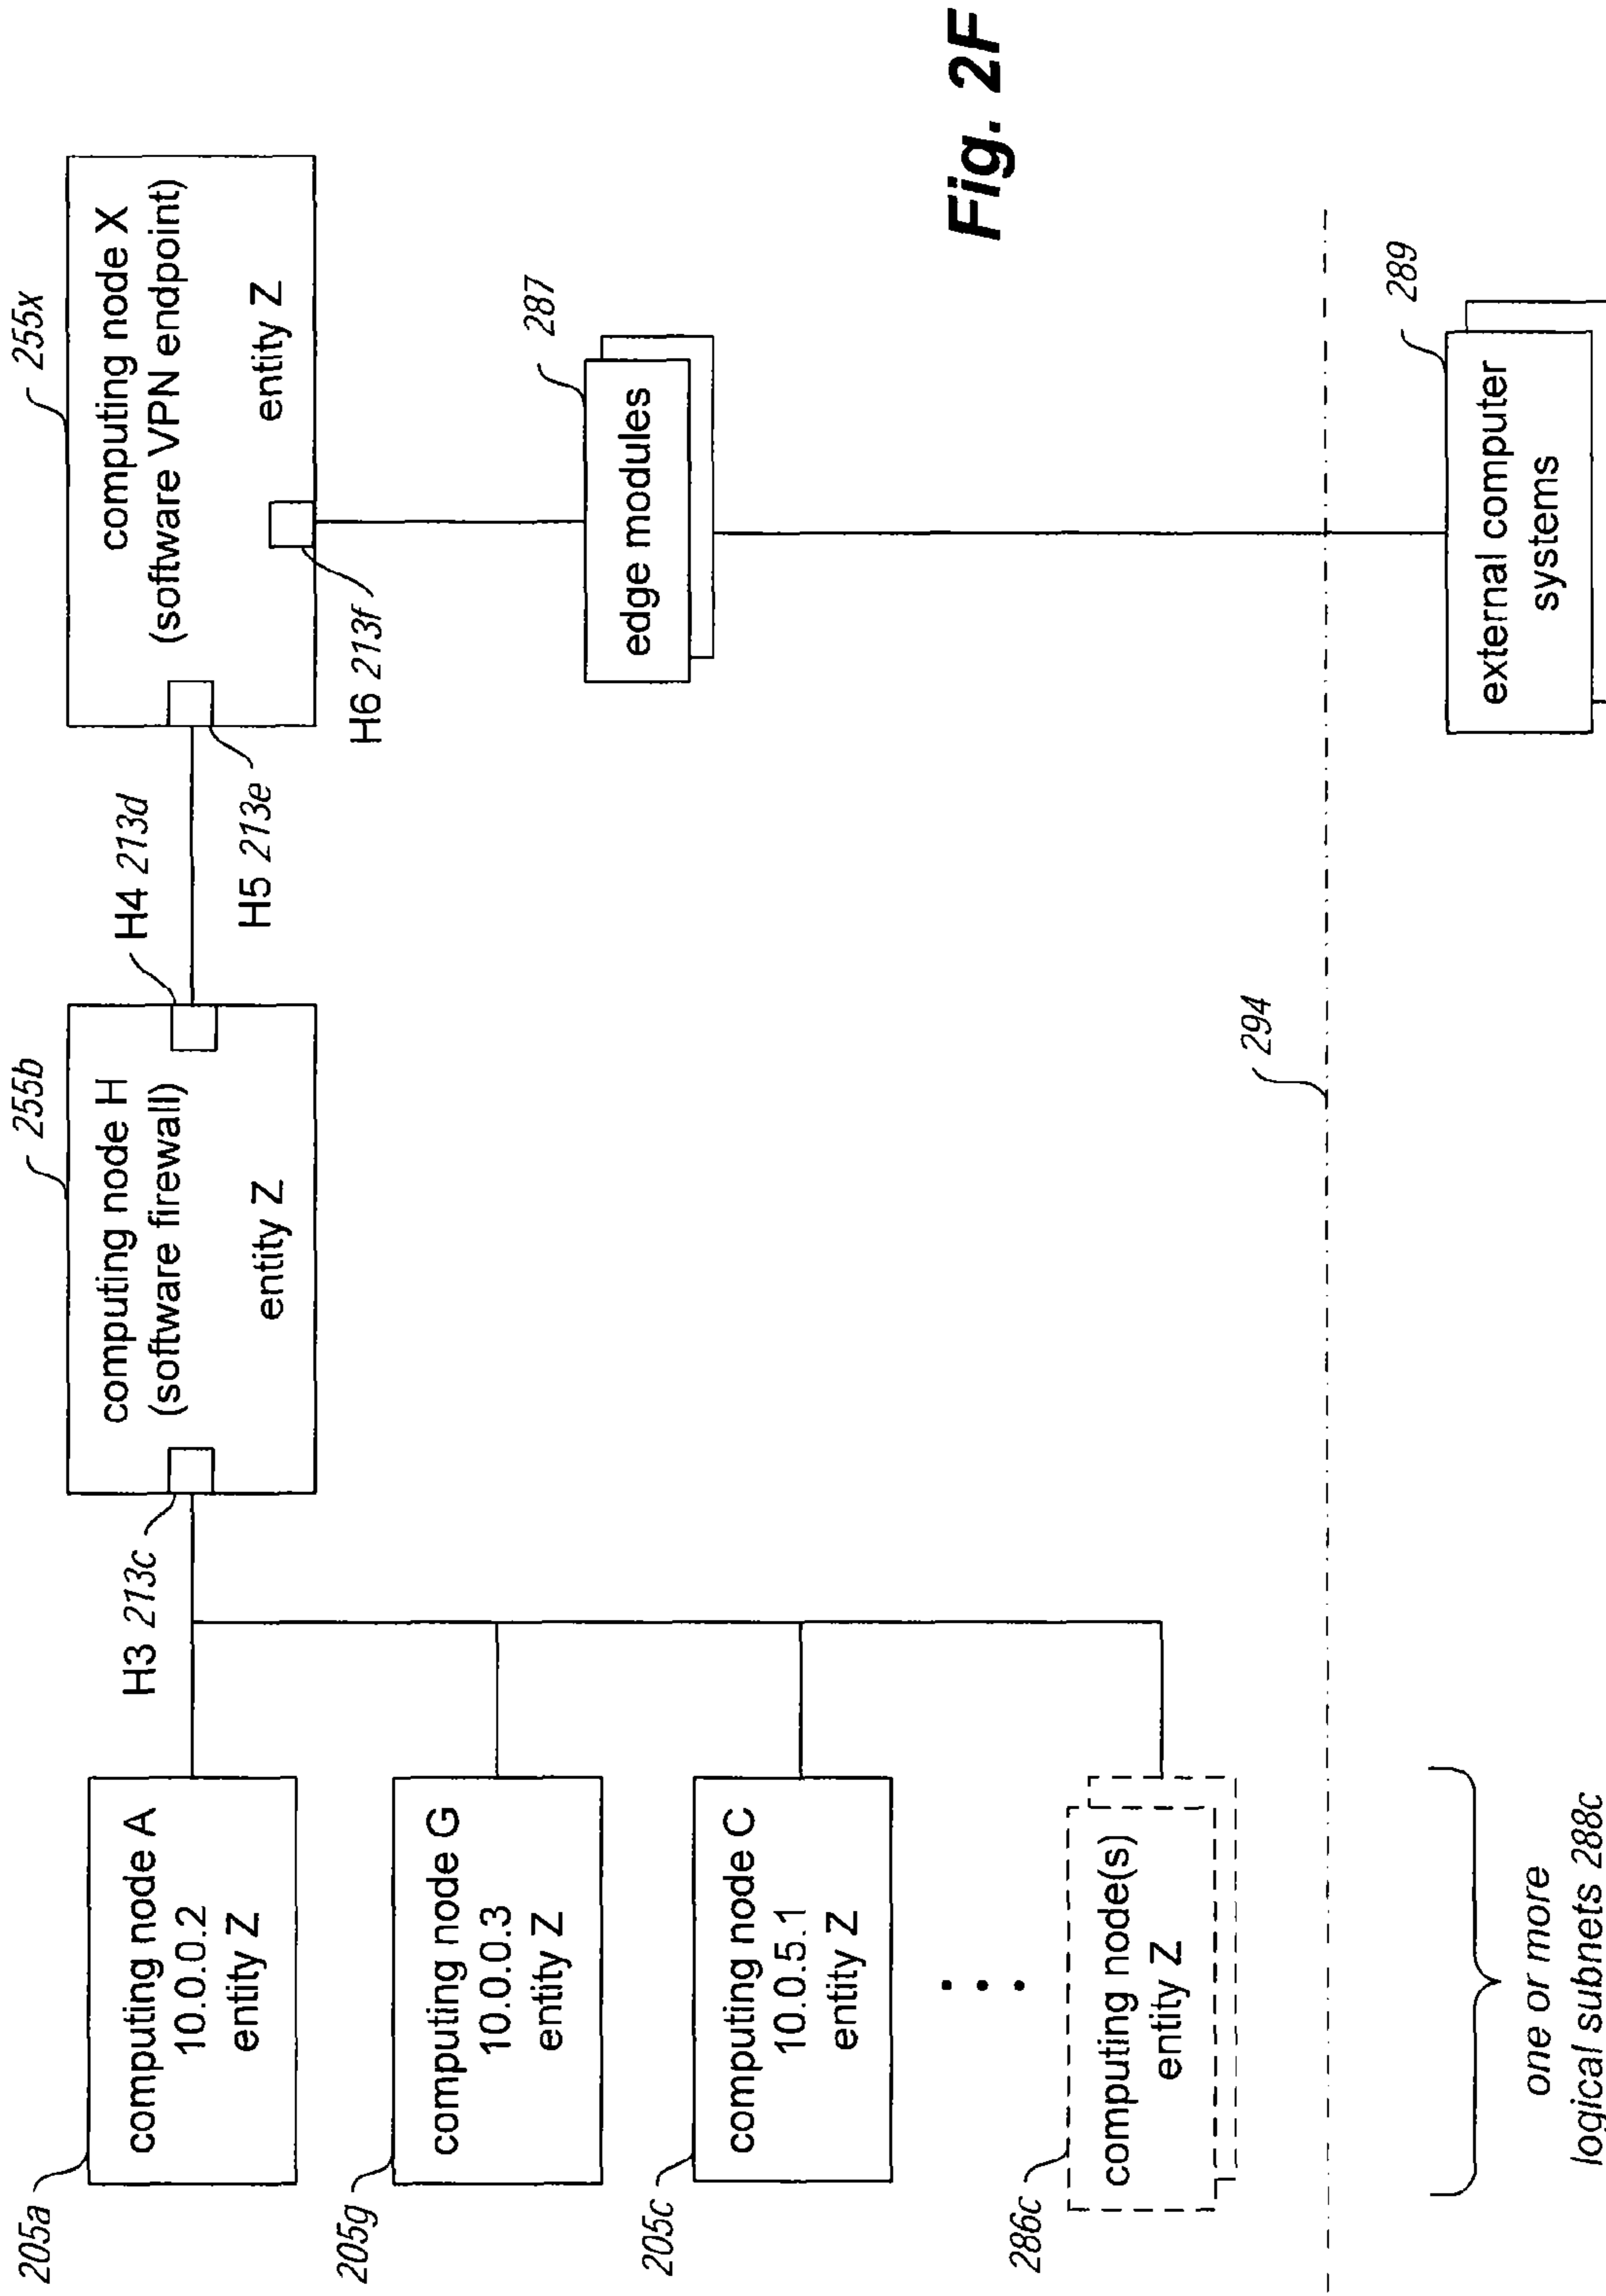 205a
computing node A
10.0.0.2
entity Z
205g
computing node G
10.0.0.3
entity Z
205c
computing node C
10.0.5.1
entity Z
286c
computing node(s)
entity Z
one or more
logical subnets 288c
H3 213c
255b
computing node H
(software firewall)
entity Z
H4 213d
H5 213e
255x
computing node X
(software VPN endpoint)
entity Z
H6 213f
287
edge modules
294
289
external computer
systems
Fig. 2F